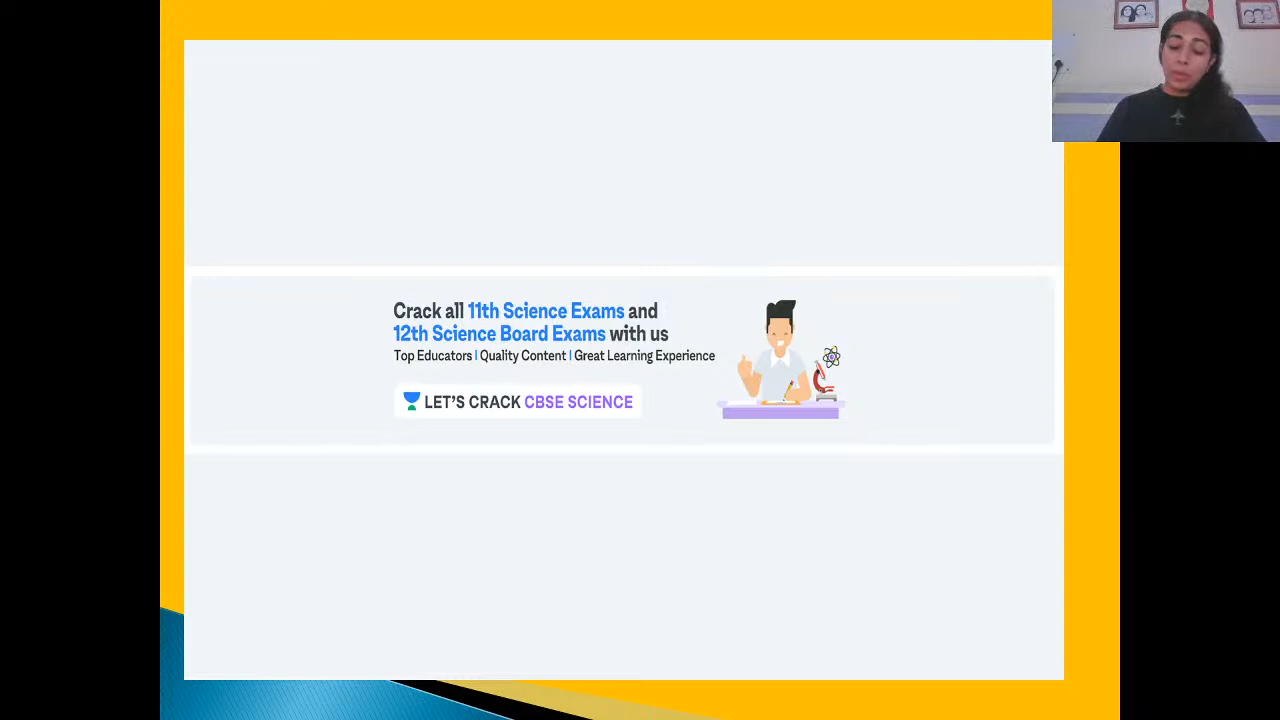 Crack all 11th Science Exams and
12th Science Board Exams with us
Top Educators | Quality Content | Great Learning Experience
LET'S CRACK CBSE SCIENCE